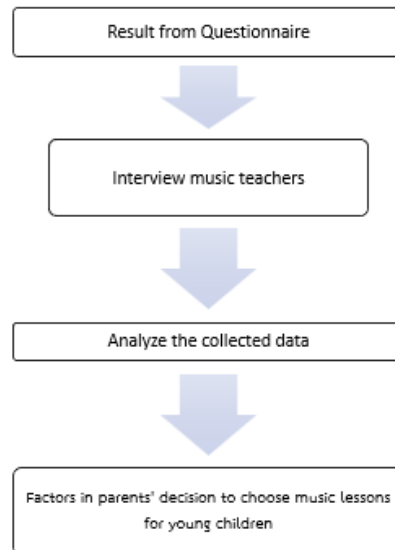 Result from Questionnaire
Interview music teachers
Analyze the collected data
Factors in parents' decision to choose music lessons
for young children